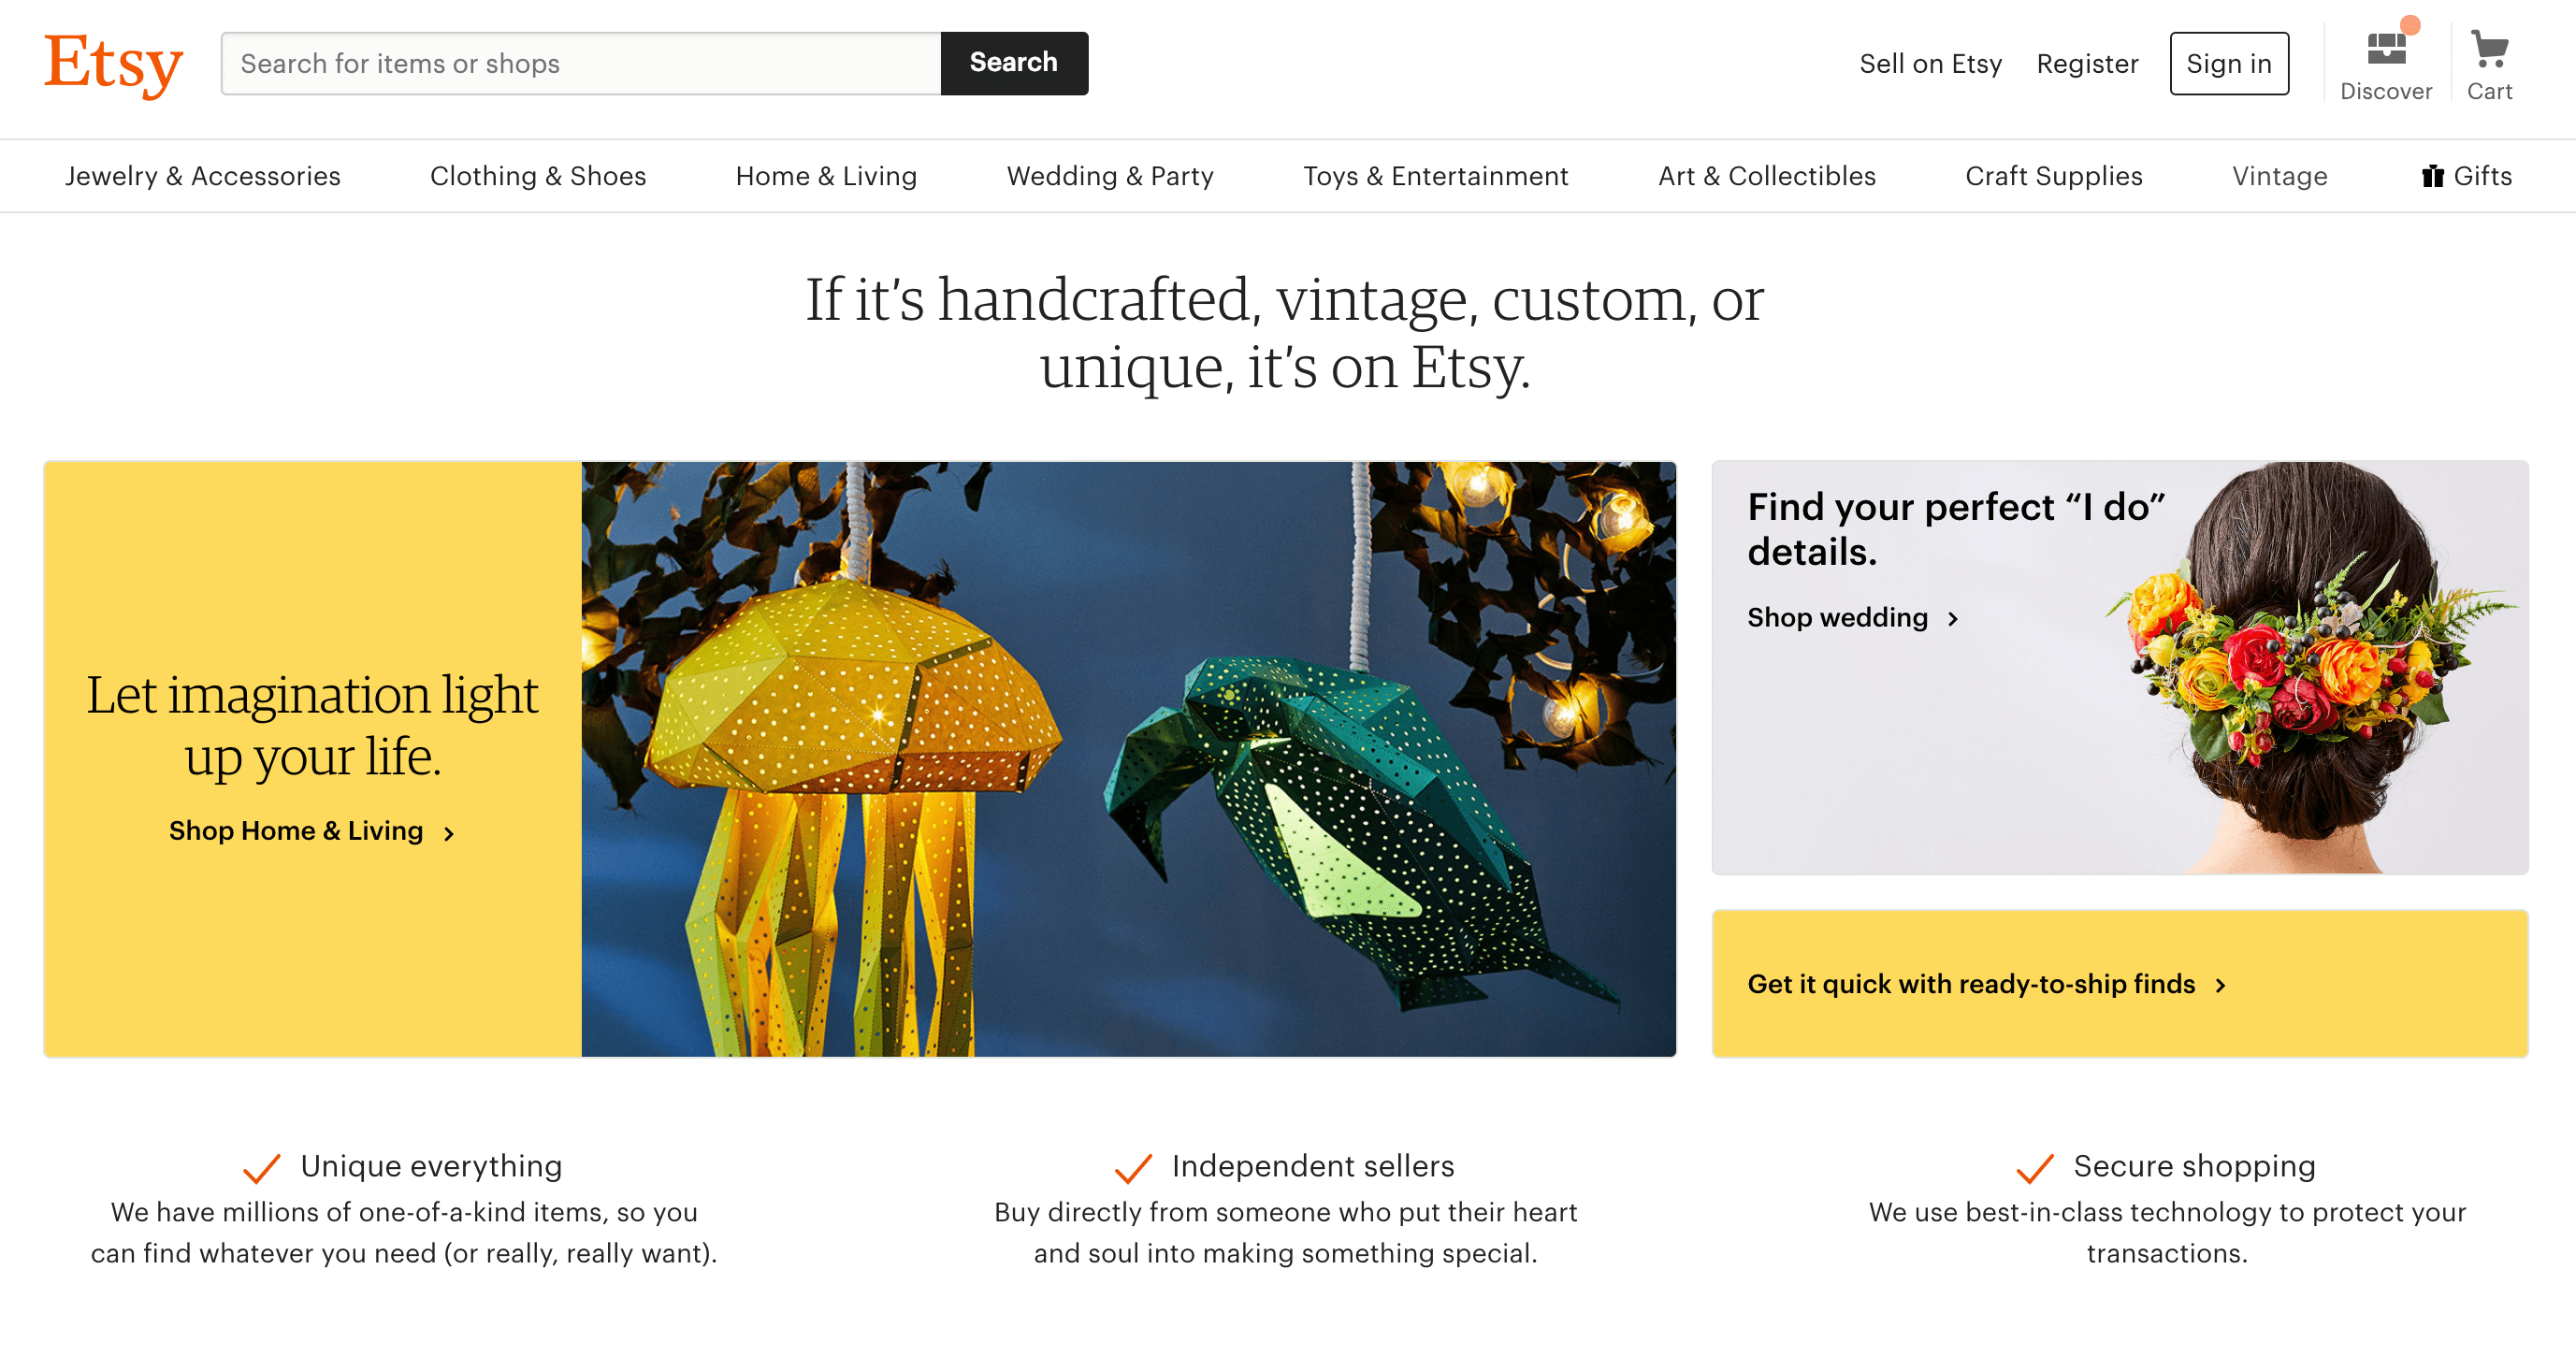 Etsy
Search for items or shops
Search
Sell on Etsy
Register
Sign in
Discover
Cart
Jewelry & Accessories
Clothing & Shoes
Home & Living
Wedding & Party
Toys & Entertainment
Art & Collectibles
Craft Supplies
Vintage
Gifts
If it’s handcrafted, vintage, custom, or
unique, it’s on Etsy.
Let imagination light
up your life.
Shop Home & Living
Find your perfect “I do”
details.
Shop wedding
Get it quick with ready-to-ship finds
Unique everything
We have millions of one-of-a-kind items, so you
can find whatever you need (or really, really want).
Independent sellers
Buy directly from someone who put their heart
and soul into making something special.
Secure shopping
We use best-in-class technology to protect your
transactions.